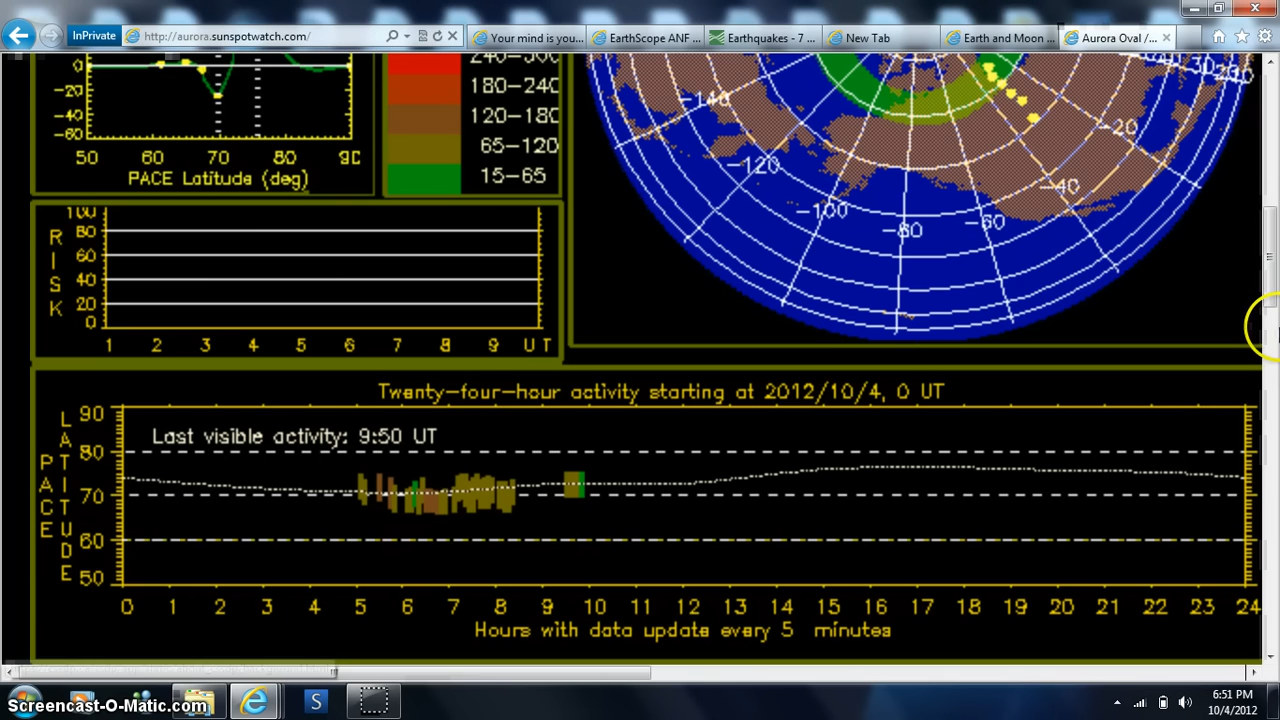 InPrivate
http://aurora.sunspotwatch.com/
Your mind is you...
EarthScope ANF ...
Earthquakes - 7 ...
New Tab
Earth and Moon ...
Aurora Oval /...
0
-20
-40
-60
50 60 70 80 90
PACE Latitude (deg)
180-240
120-180
65-120
15-65
-140
-120
-100
-80
-60
-40
-20
RISK
100
80
60
40
20
0
1 2 3 4 5 6 7 8 9 UT
Twenty-four-hour activity starting at 2012/10/4, 0 UT
Last visible activity: 9:50 UT
PACE LATITUDE
90
80
70
60
50
0 1 2 3 4 5 6 7 8 9 10 11 12 13 14 15 16 17 18 19 20 21 22 23 24
Hours with data update every 5 minutes
S
Screencast-O-Matic.com
6:51 PM
10/4/2012